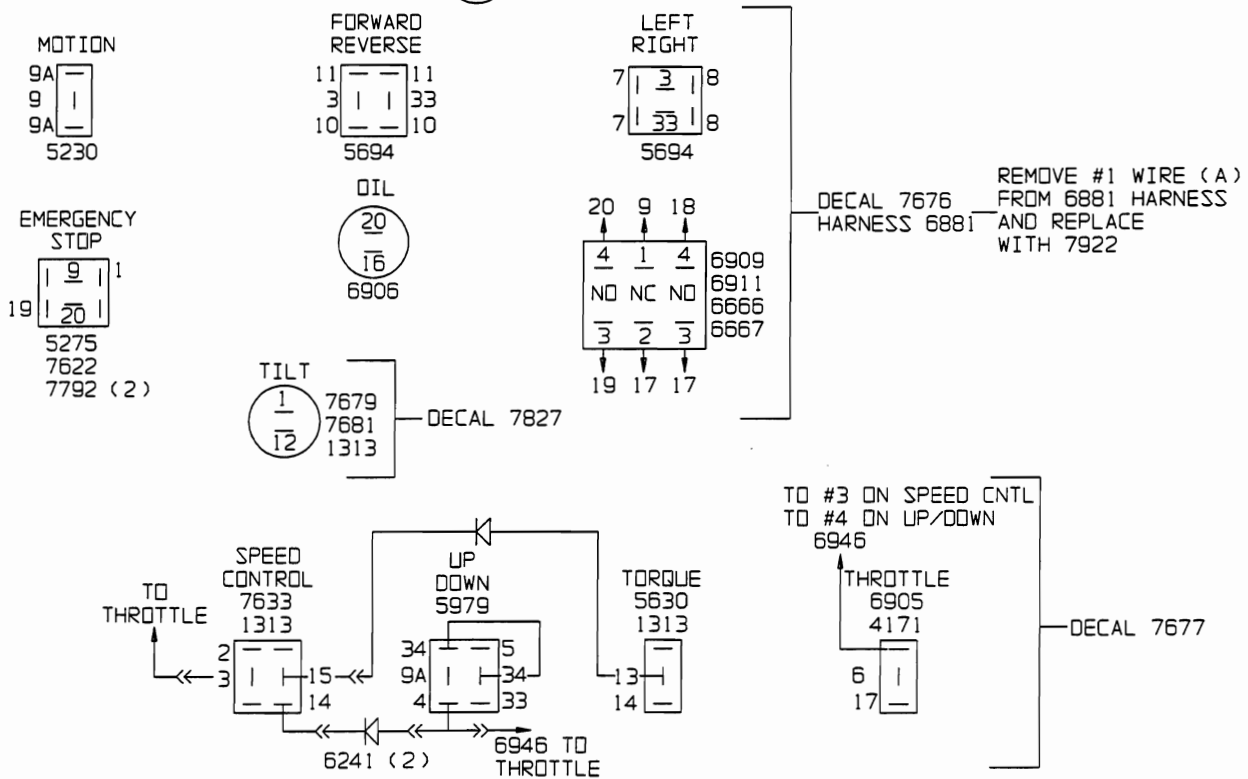 MOTION
9A
9
9A
5230
FORWARD
REVERSE
11 11
3 33
10 10
5694
LEFT
RIGHT
7 3 8
7 33 8
5694
DECAL 7676
HARNESS 6881
REMOVE #1 WIRE (A)
FROM 6881 HARNESS
AND REPLACE
WITH 7922
EMERGENCY
STOP
9 1
19 20
5275
7622
7792 (2)
OIL
20
16
6906
20 9 18
4 1 4
NO NC NO
3 2 3
19 17 17
6909
6911
6666
6667
TILT
1
12
7679
7681
1313
DECAL 7827
TO
THROTTLE
SPEED
CONTROL
7633
1313
2
3 15
14
6241 (2)
UP
DOWN
5979
34 5
9A 34
4 33
6946 TO
THROTTLE
TORQUE
5630
1313
13
14
TO #3 ON SPEED CNTL
TO #4 ON UP/DOWN
6946
THROTTLE
6905
4171
6
17
DECAL 7677